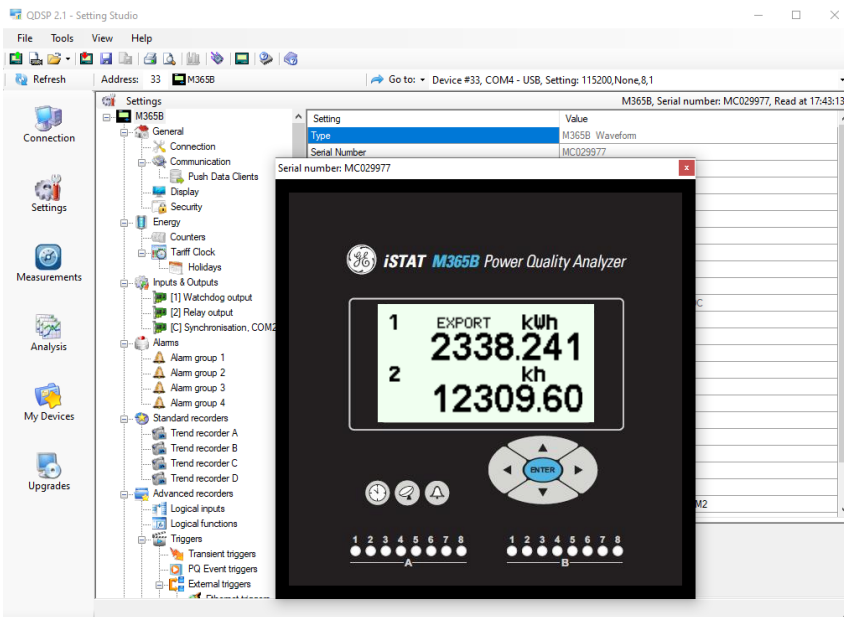 QDSP 2.1 - Setting Studio
File Tools View Help
Refresh Address: 33 M365B Go to: Device #33, COM4 - USB, Setting: 115200,None,8,1
Settings M365B, Serial number: MC029977, Read at 17:43:13
Connection
Settings
Measurements
Analysis
My Devices
Upgrades
M365B
General
Connection
Communication
Push Data Clients
Display
Security
Energy
Counters
Tariff Clock
Holidays
Inputs & Outputs
[1] Watchdog output
[2] Relay output
[C] Synchronisation, COM2
Alarms
Alarm group 1
Alarm group 2
Alarm group 3
Alarm group 4
Standard recorders
Trend recorder A
Trend recorder B
Trend recorder C
Trend recorder D
Advanced recorders
Logical inputs
Logical functions
Triggers
Transient triggers
PQ Event triggers
External triggers
Setting Value
Type M365B Waveform
Serial Number MC029977
Serial number: MC029977 x
GE iSTAT M365B Power Quality Analyzer
1 EXPORT kWh
2338.241
2 kh
12309.60
ENTER
1 2 3 4 5 6 7 8 1 2 3 4 5 6 7 8
A B
M2